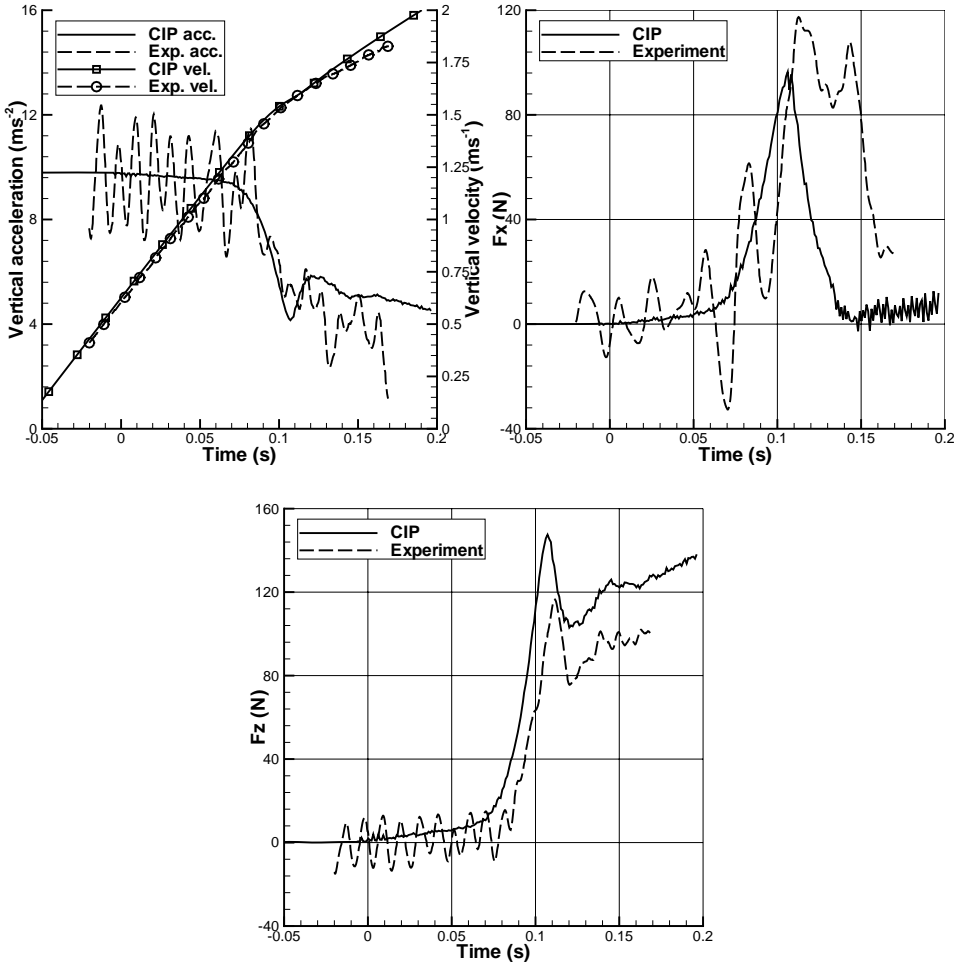 16
12
8
4
0
Vertical acceleration (ms-2)
CIP acc.
Exp. acc.
CIP vel.
Exp. vel.
2
1.75
1.5
1.25
1
0.75
0.5
0.25
0
Vertical velocity (ms-1)
-0.05 0 0.05 0.1 0.15 0.2
Time (s)
120
80
40
0
-40
Fx (N)
CIP
Experiment
-0.05 0 0.05 0.1 0.15 0.2
Time (s)
160
120
80
40
0
-40
Fz (N)
CIP
Experiment
-0.05 0 0.05 0.1 0.15 0.2
Time (s)